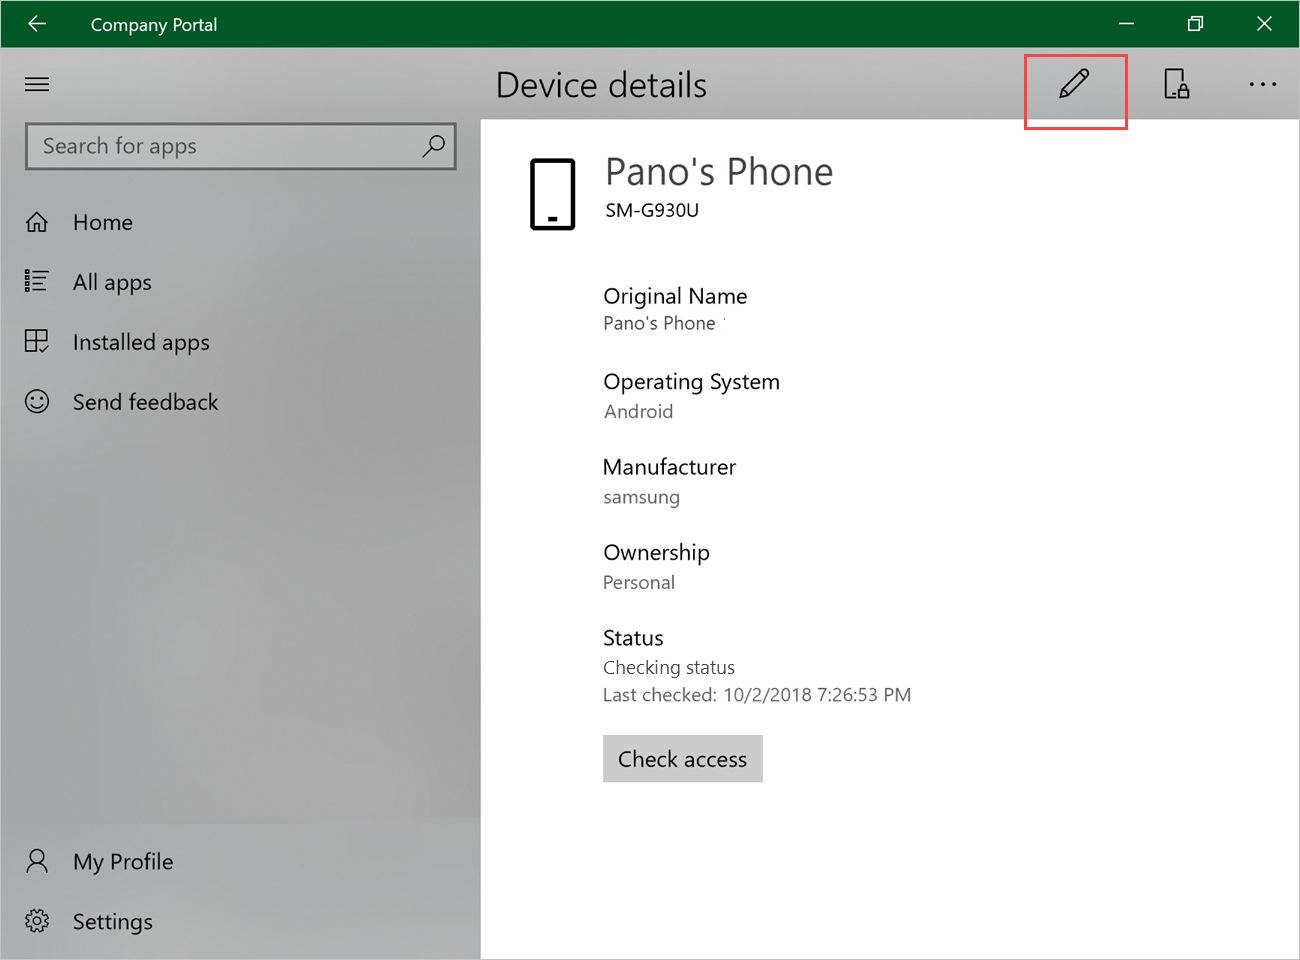 Company Portal
Device details
Search for apps
Home
All apps
Installed apps
Send feedback
My Profile
Settings
Pano's Phone
SM-G930U
Original Name
Pano's Phone
Operating System
Android
Manufacturer
samsung
Ownership
Personal
Status
Checking status
Last checked: 10/2/2018 7:26:53 PM
Check access